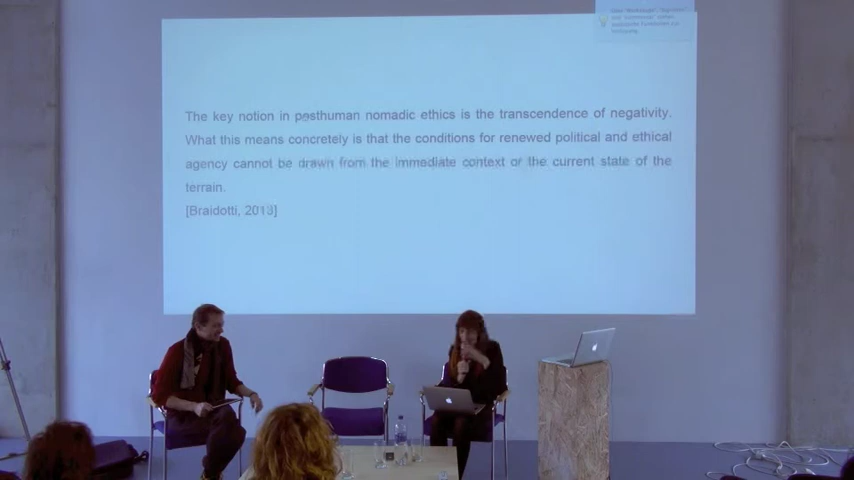 The key notion in posthuman nomadic ethics is the transcendence of negativity.
What this means concretely is that the conditions for renewed political and ethical
agency cannot be drawn from the immediate context or the current state of the
terrain.
[Braidotti, 2013]